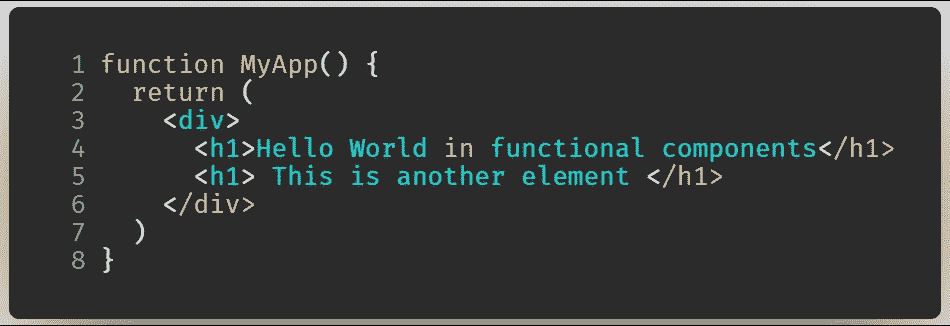 1 function MyApp() {
2   return (
3     <div>
4       <h1>Hello World in functional components</h1>
5       <h1> This is another element </h1>
6     </div>
7   )
8 }